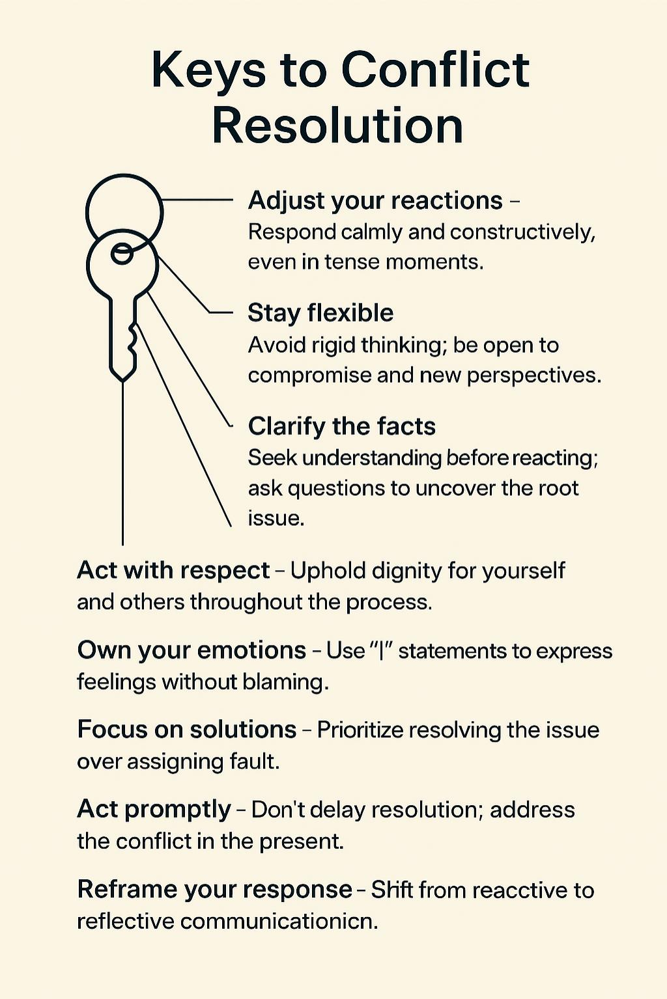 Keys to Conflict
Resolution
Adjust your reactions –
Respond calmly and constructively,
even in tense moments.
Stay flexible
Avoid rigid thinking; be open to
compromise and new perspectives.
Clarify the facts
Seek understanding before reacting;
ask questions to uncover the root
issue.
Act with respect – Uphold dignity for yourself
and others throughout the process.
Own your emotions – Use “I” statements to express
feelings without blaming.
Focus on solutions – Prioritize resolving the issue
over assigning fault.
Act promptly – Don't delay resolution; address
the conflict in the present.
Reframe your response – Shift from reacctive to
reflective communicationicn.